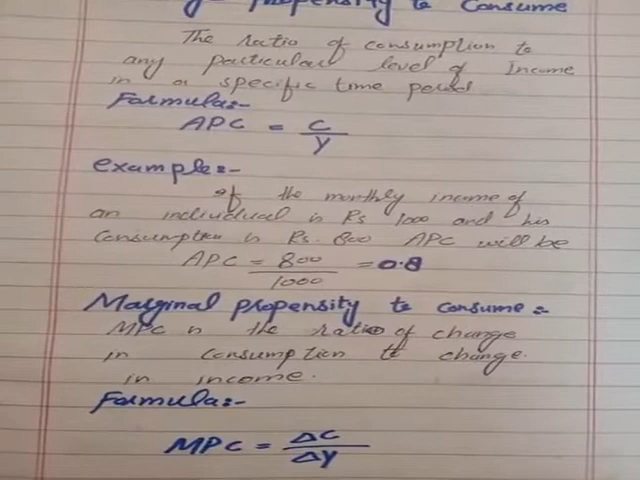 Propensity to Consume
The ratio of consumption to
any particular level of Income
in a specific time period
Formula:-
APC = C
Y
example:-
If the monthly income of
an individual is Rs 1000 and his
Consumption is Rs. 800 APC will be
APC = 800 = 0.8
1000
Marginal propensity to consume :-
MPC is the ratio of change
in consumption to change
in income.
Formula:-
MPC = ΔC
ΔY